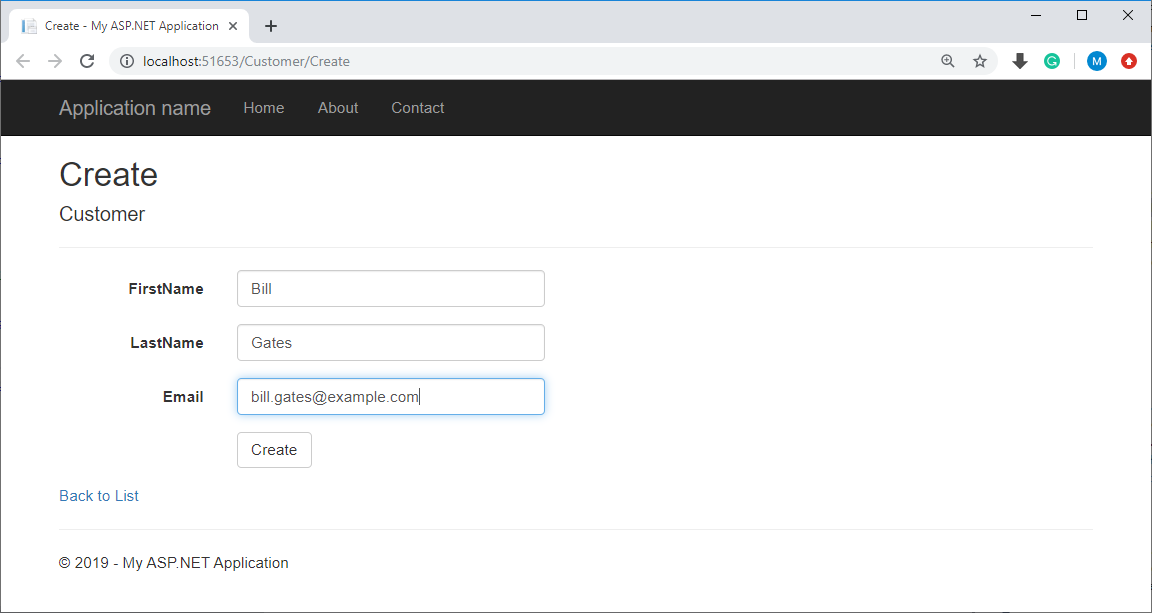 Create - My ASP.NET Application
localhost:51653/Customer/Create
M
Application name Home About Contact
Create
Customer
FirstName Bill
LastName Gates
Email bill.gates@example.com
Create
Back to List
© 2019 - My ASP.NET Application